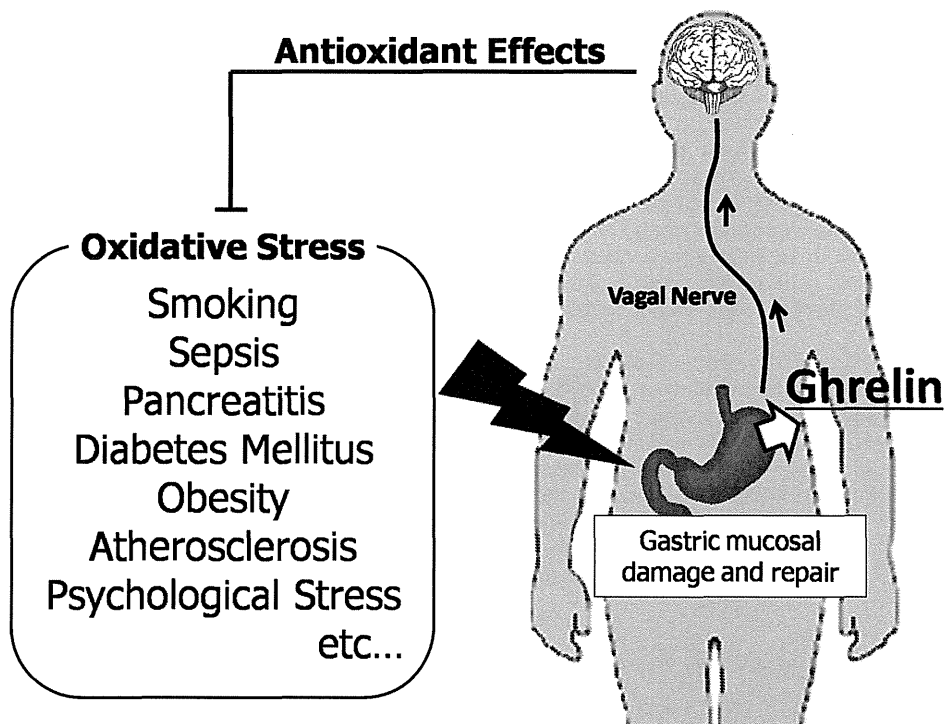 Antioxidant Effects
Oxidative Stress
Smoking
Sepsis
Pancreatitis
Diabetes Mellitus
Obesity
Atherosclerosis
Psychological Stress
etc...
Vagal Nerve
Ghrelin
Gastric mucosal
damage and repair